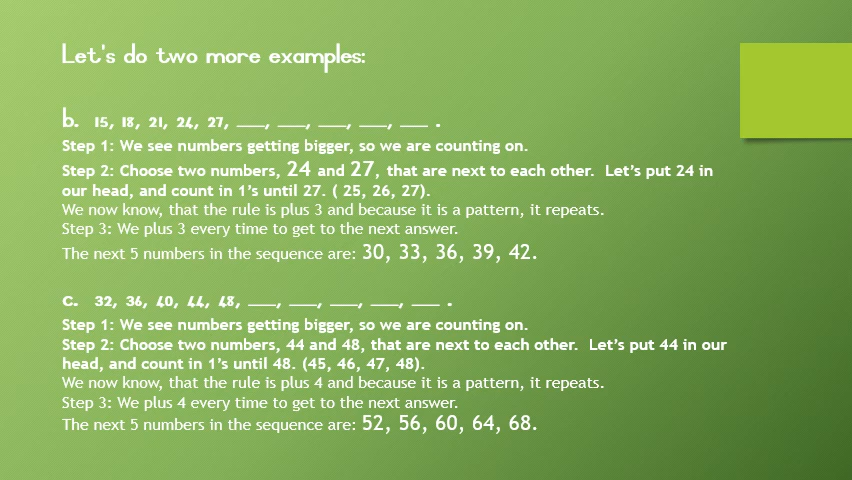 Let's do two more examples:
b. 15, 18, 21, 24, 27, ___, ___, ___, ___, ___ .
Step 1: We see numbers getting bigger, so we are counting on.
Step 2: Choose two numbers, 24 and 27, that are next to each other. Let's put 24 in
our head, and count in 1's until 27. ( 25, 26, 27).
We now know, that the rule is plus 3 and because it is a pattern, it repeats.
Step 3: We plus 3 every time to get to the next answer.
The next 5 numbers in the sequence are: 30, 33, 36, 39, 42.
c. 32, 36, 40, 44, 48, ___, ___, ___, ___, ___ .
Step 1: We see numbers getting bigger, so we are counting on.
Step 2: Choose two numbers, 44 and 48, that are next to each other. Let's put 44 in our
head, and count in 1's until 48. (45, 46, 47, 48).
We now know, that the rule is plus 4 and because it is a pattern, it repeats.
Step 3: We plus 4 every time to get to the next answer.
The next 5 numbers in the sequence are: 52, 56, 60, 64, 68.